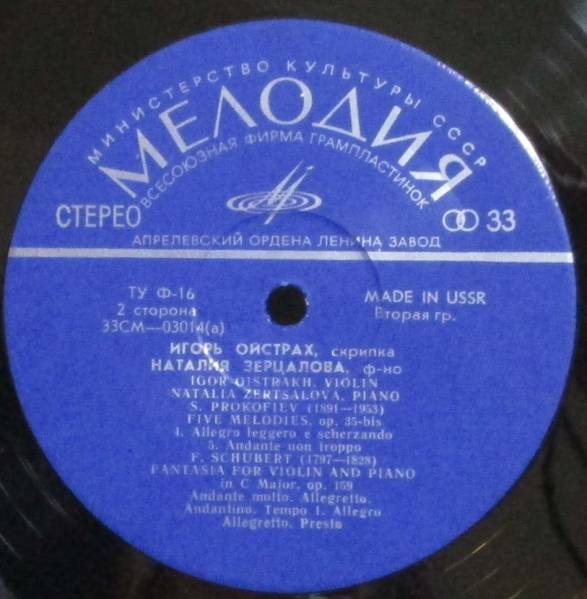 МИНИСТЕРСТВО КУЛЬТУРЫ СССР
МЕЛОДИЯ
ВСЕСОЮЗНАЯ ФИРМА ГРАМПЛАСТИНОК
СТЕРЕО
33
АПРЕЛЕВСКИЙ ОРДЕНА ЛЕНИНА ЗАВОД
ТУ Ф-16
2 сторона
33СМ—03014(а)
MADE IN USSR
Вторая гр.
ИГОРЬ ОЙСТРАХ, скрипка
НАТАЛИЯ ЗЕРЦАЛОВА, ф-но
IGOR OISTRAKH, VIOLIN
NATALIA ZERTSALOVA, PIANO
S. PROKOFIEV (1891—1953)
FIVE MELODIES, op. 35-bis
4. Allegro leggero e scherzando
5. Andante non troppo
F. SCHUBERT (1797—1828)
FANTASIA FOR VIOLIN AND PIANO
in C Major, op. 159
Andante molto. Allegretto.
Andantino. Tempo I. Allegro
Allegretto. Presto